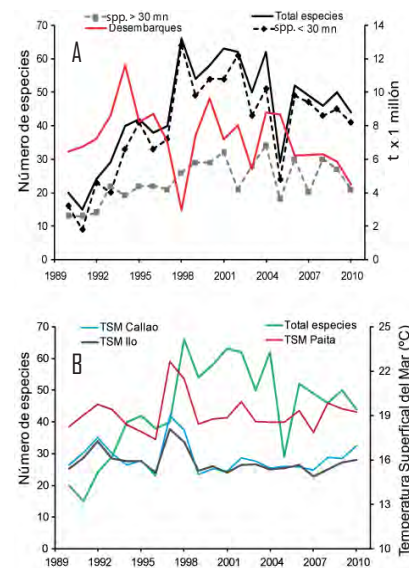 spp. > 30 mn
Total especies
Desembarques
spp. < 30 mn
A
Número de especies
70
60
50
40
30
20
10
0
14
12
10
8
6
4
2
0
t x 1 millón
1989 1992 1995 1998 2001 2004 2007 2010
TSM Callao
Total especies
TSM Ilo
TSM Paita
B
Número de especies
70
60
50
40
30
20
10
0
25
22
19
16
13
10
Temperatura Superfical del Mar (ºC)
1989 1992 1995 1998 2001 2004 2007 2010